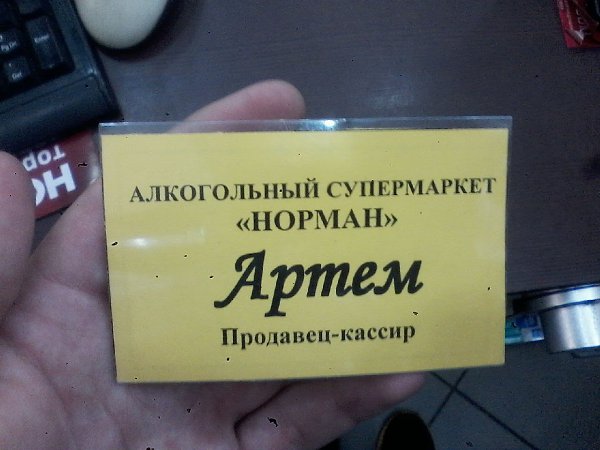 АЛКОГОЛЬНЫЙ СУПЕРМАРКЕТ
«НОРМАН»
Артем
Продавец-кассир